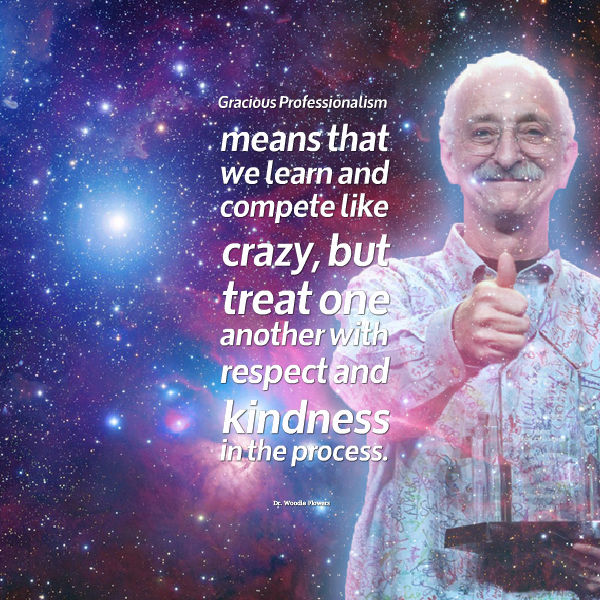 Gracious Professionalism
means that
we learn and
compete like
crazy, but
treat one
another with
respect and
kindness
in the process.
Dr. Woodie Flowers